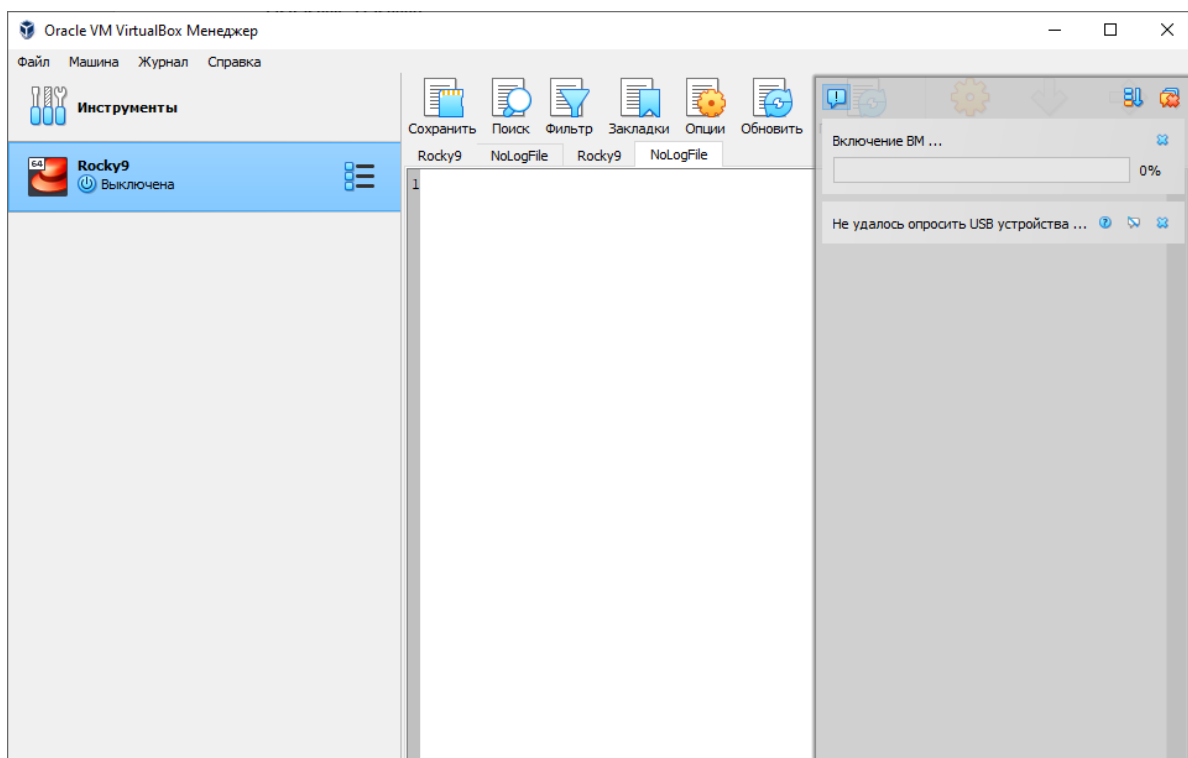 Oracle VM VirtualBox Менеджер
Файл Машина Журнал Справка
Инструменты
64
Rocky9
Выключена
Сохранить Поиск Фильтр Закладки Опции Обновить
Rocky9 NoLogFile Rocky9 NoLogFile
1
Включение ВМ ...
0%
Не удалось опросить USB устройства ...